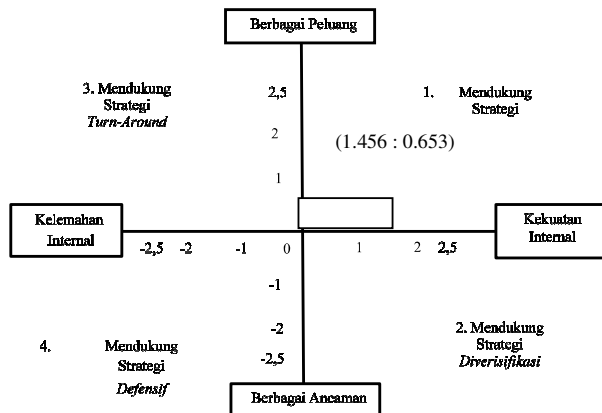 Berbagai Peluang
3. Mendukung
Strategi
Turn-Around
2,5
2
1
1. Mendukung
Strategi
(1.456 : 0.653)
Kelemahan
Internal
Kekuatan
Internal
-2,5 -2 -1 0 1 2 2,5
-1
-2
-2,5
4. Mendukung
Strategi
Defensif
2. Mendukung
Strategi
Diverisifikasi
Berbagai Ancaman